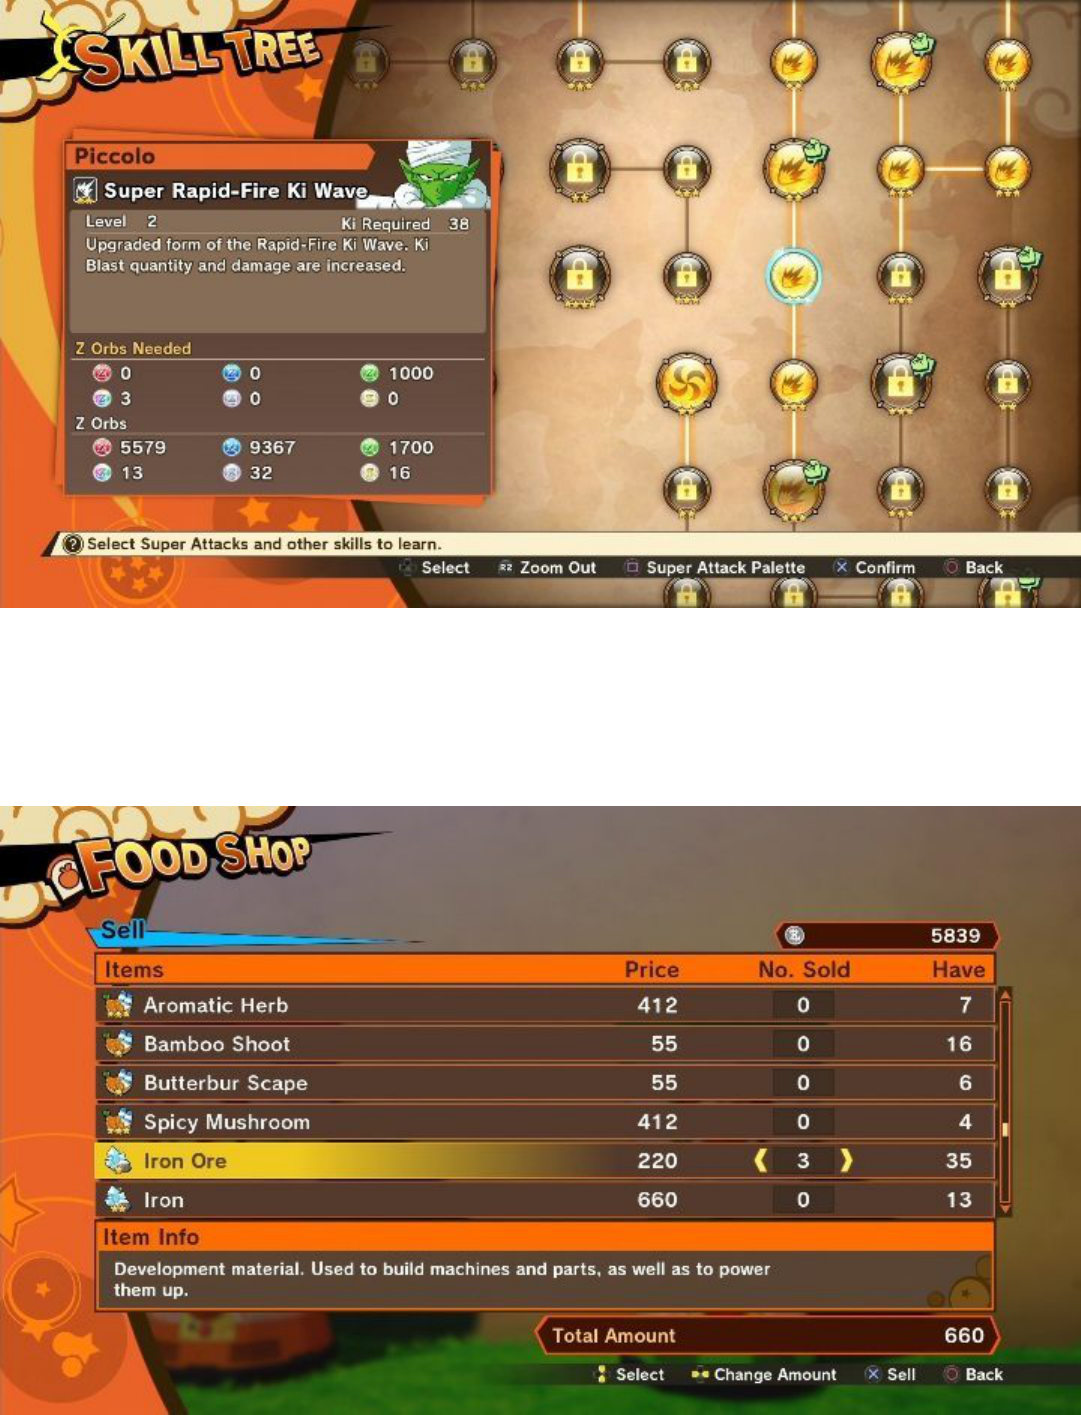 SKILL TREE
Piccolo
Super Rapid-Fire Ki Wave
Level 2 Ki Required 38
Upgraded form of the Rapid-Fire Ki Wave. Ki
Blast quantity and damage are increased.
Z Orbs Needed
0 0 1000
3 0 0
Z Orbs
5579 9367 1700
13 32 16
? Select Super Attacks and other skills to learn.
Select R2 Zoom Out Super Attack Palette Confirm Back
FOOD SHOP
Sell
5839
Items Price No. Sold Have
Aromatic Herb 412 0 7
Bamboo Shoot 55 0 16
Butterbur Scape 55 0 6
Spicy Mushroom 412 0 4
Iron Ore 220 3 35
Iron 660 0 13
Item Info
Development material. Used to build machines and parts, as well as to power
them up.
Total Amount 660
Select Change Amount Sell Back